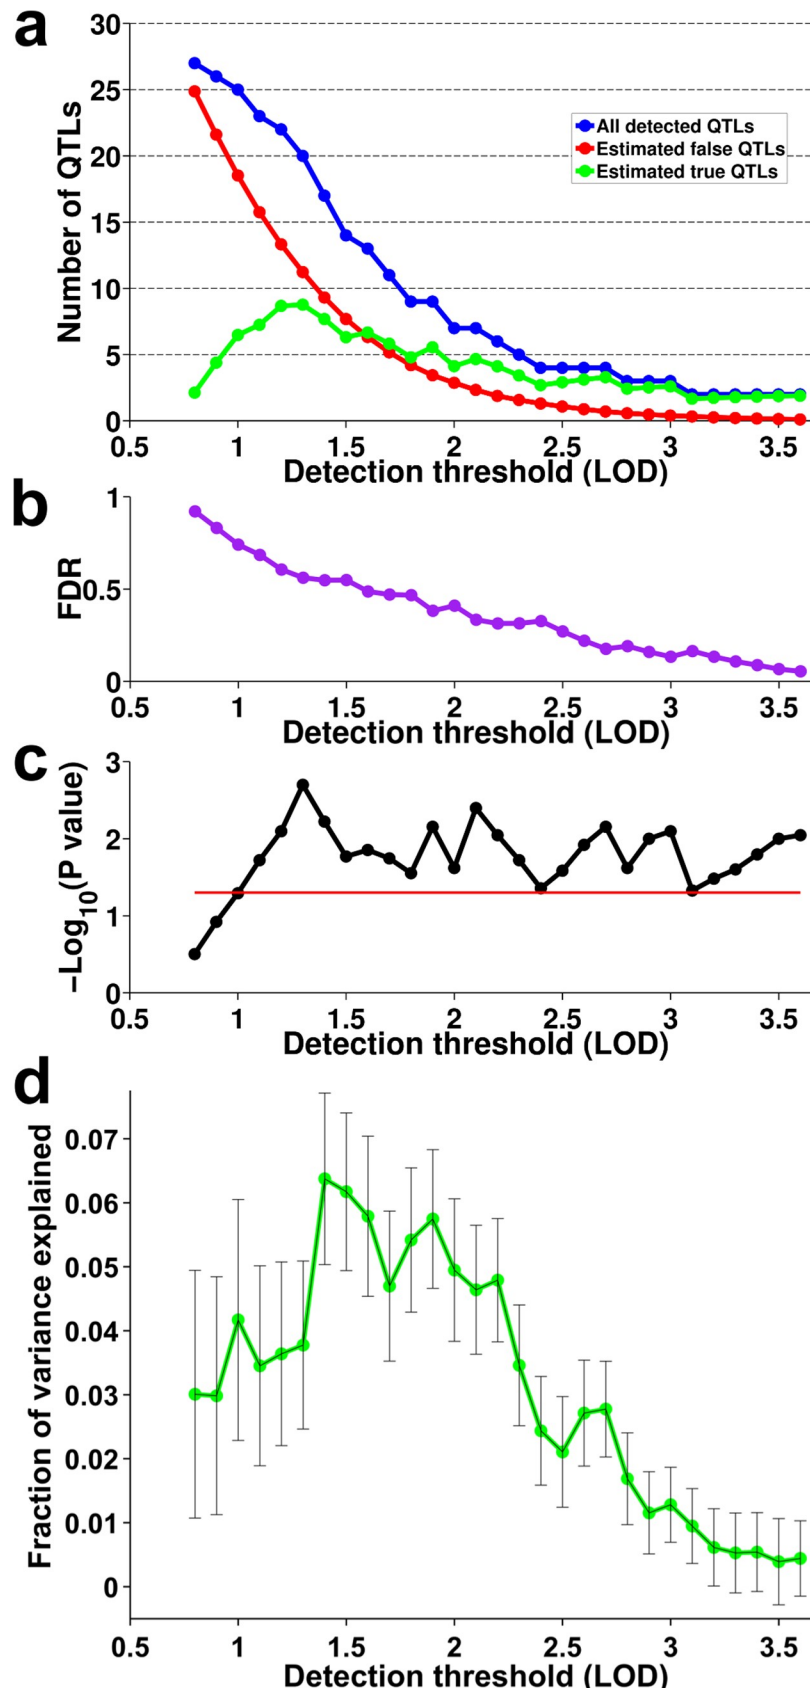 a
30
25
20
15
10
5
0
Number of QTLs
All detected QTLs
Estimated false QTLs
Estimated true QTLs
0.5 1 1.5 2 2.5 3 3.5
Detection threshold (LOD)
b
1
0.5
0
FDR
0.5 1 1.5 2 2.5 3 3.5
Detection threshold (LOD)
c
3
2
1
0
−Log10(P value)
0.5 1 1.5 2 2.5 3 3.5
Detection threshold (LOD)
d
0.07
0.06
0.05
0.04
0.03
0.02
0.01
0
Fraction of variance explained
0.5 1 1.5 2 2.5 3 3.5
Detection threshold (LOD)